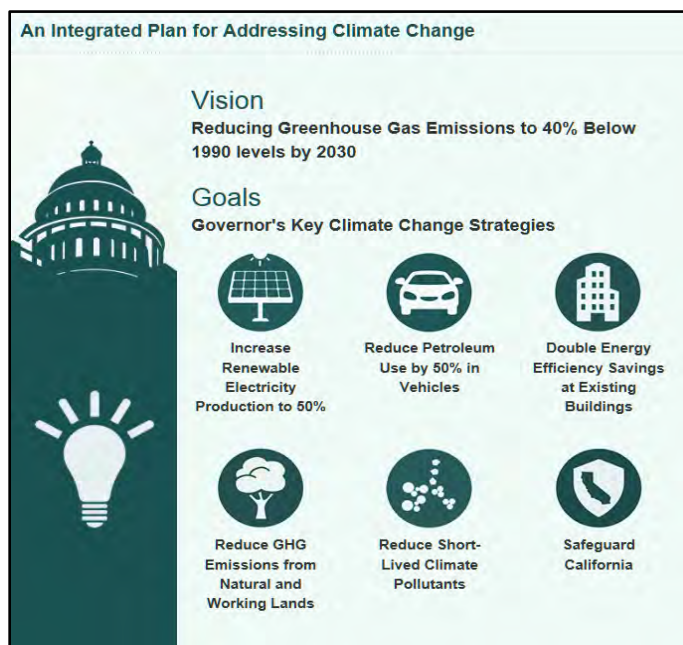 An Integrated Plan for Addressing Climate Change
Vision
Reducing Greenhouse Gas Emissions to 40% Below
1990 levels by 2030
Goals
Governor's Key Climate Change Strategies
Increase
Renewable
Electricity
Production to 50%
Reduce Petroleum
Use by 50% in
Vehicles
Double Energy
Efficiency Savings
at Existing
Buildings
Reduce GHG
Emissions from
Natural and
Working Lands
Reduce Short-
Lived Climate
Pollutants
Safeguard
California